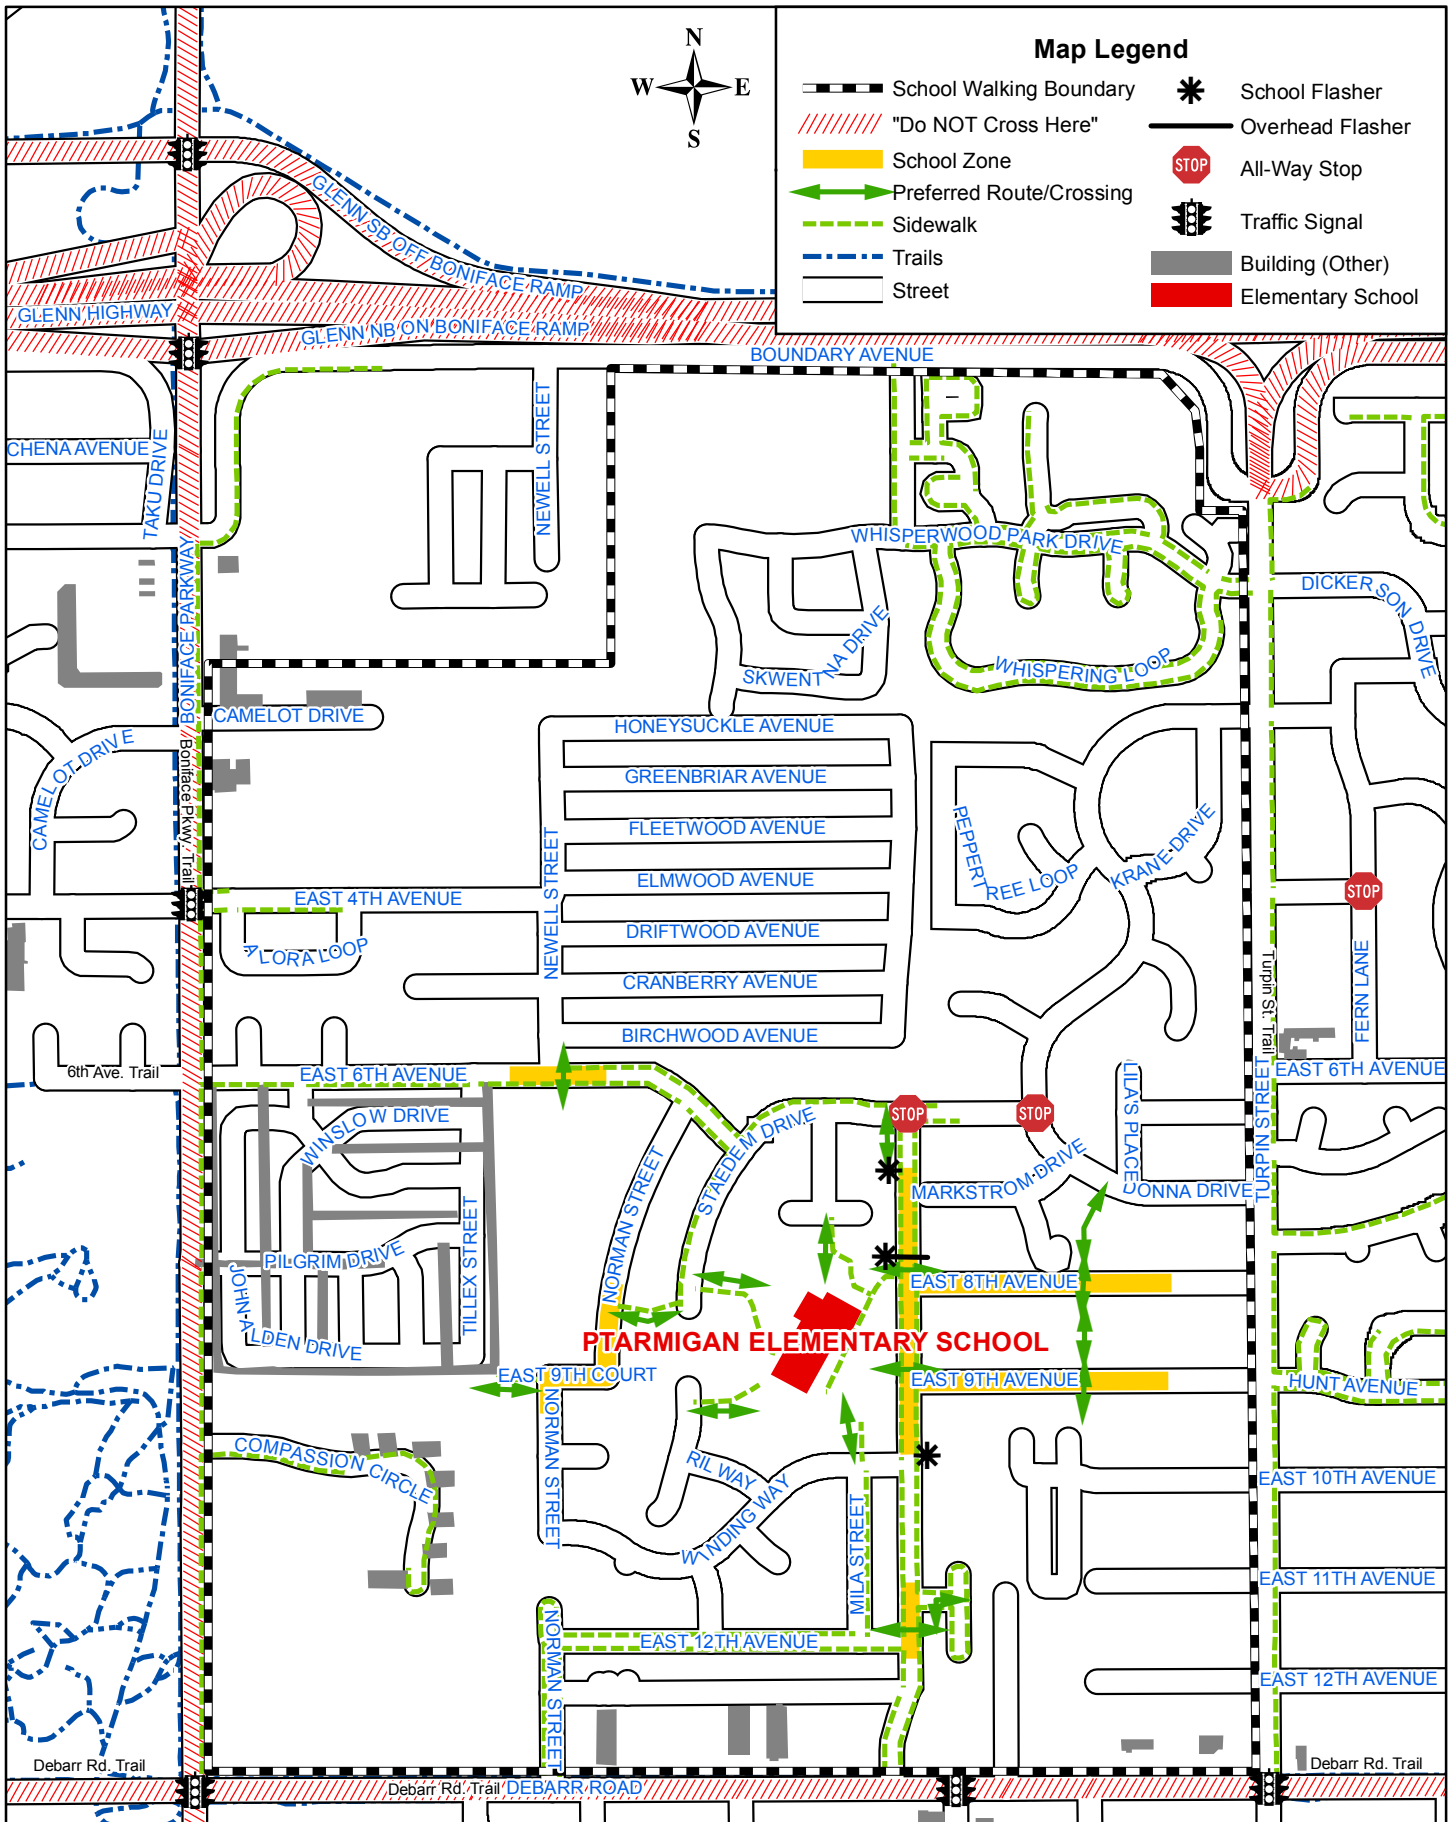 N
W E
S
Map Legend
School Walking Boundary
"Do NOT Cross Here"
School Zone
Preferred Route/Crossing
Sidewalk
Trails
Street
School Flasher
Overhead Flasher
STOP All-Way Stop
Traffic Signal
Building (Other)
Elementary School
GLENN SB OFF BONIFACE RAMP
GLENN HIGHWAY
GLENN NB ON BONIFACE RAMP
BOUNDARY AVENUE
CHENA AVENUE
TAKU DRIVE
NEWELL STREET
BONIFACE PARKWAY
WHISPERWOOD PARK DRIVE
DICKERSON DRIVE
SKWENTNA DRIVE
WHISPERING LOOP
CAMELOT DRIVE
CAMELOT DRIVE
Boniface Pkwy. Trail
HONEYSUCKLE AVENUE
GREENBRIAR AVENUE
FLEETWOOD AVENUE
ELMWOOD AVENUE
DRIFTWOOD AVENUE
CRANBERRY AVENUE
BIRCHWOOD AVENUE
NEWELL STREET
PEPPERTREE LOOP
KRANE DRIVE
EAST 4TH AVENUE
ALORA LOOP
STOP
FERN LANE
Turpin St. Trail
6th Ave. Trail
EAST 6TH AVENUE
EAST 6TH AVENUE
TURPIN STREET
WINSLOW DRIVE
STAEDEM DRIVE
STOP
STOP
LILA'S PLACE
MARKSTROM DRIVE
DONNA DRIVE
NORMAN STREET
TILLEX STREET
PILGRIM DRIVE
JOHN ALDEN DRIVE
EAST 8TH AVENUE
PTARMIGAN ELEMENTARY SCHOOL
EAST 9TH COURT
EAST 9TH AVENUE
HUNT AVENUE
NORMAN STREET
COMPASSION CIRCLE
RIL WAY
WINDING WAY
MILA STREET
EAST 10TH AVENUE
EAST 11TH AVENUE
EAST 12TH AVENUE
EAST 12TH AVENUE
NORMAN STREET
Debarr Rd. Trail
Debarr Rd. Trail
DEBARR ROAD
Debarr Rd. Trail